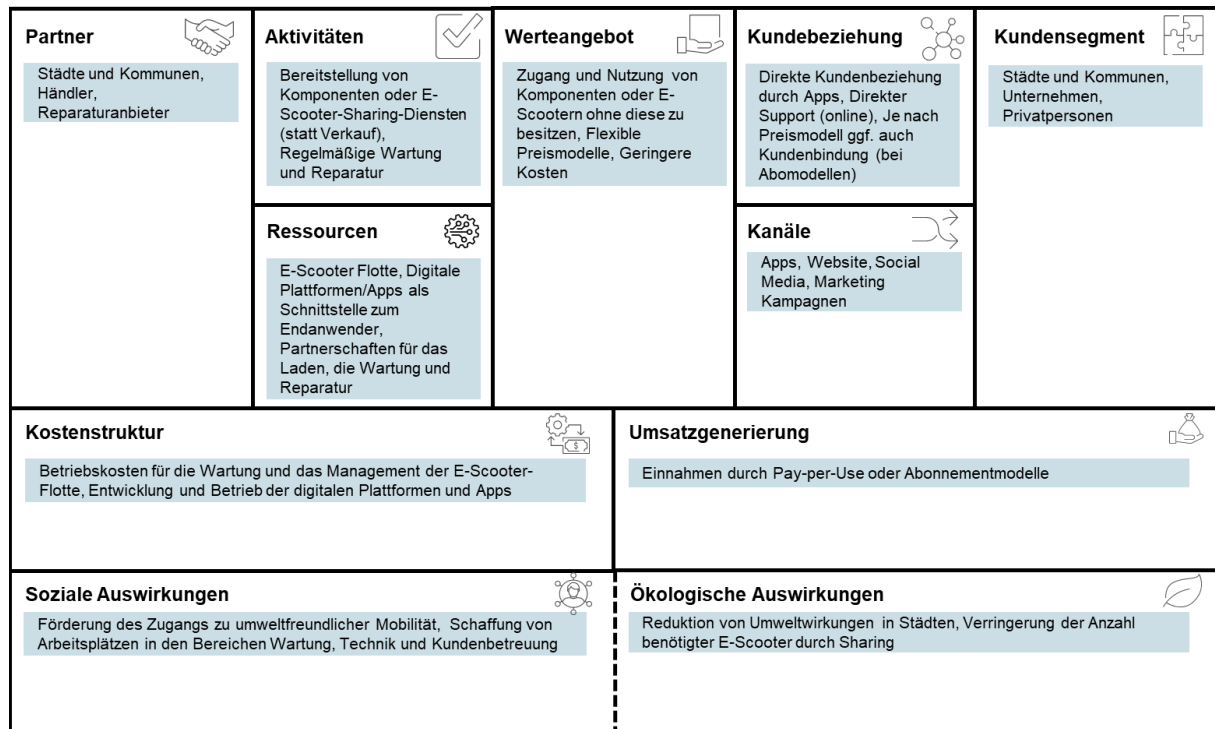 Partner
Städte und Kommunen,
Händler,
Reparaturanbieter
Aktivitäten
Bereitstellung von
Komponenten oder E-
Scooter-Sharing-Diensten
(statt Verkauf),
Regelmäßige Wartung
und Reparatur
Ressourcen
E-Scooter Flotte, Digitale
Plattformen/Apps als
Schnittstelle zum
Endanwender,
Partnerschaften für das
Laden, die Wartung und
Reparatur
Werteangebot
Zugang und Nutzung von
Komponenten oder E-
Scootern ohne diese zu
besitzen, Flexible
Preismodelle, Geringere
Kosten
Kundebeziehung
Direkte Kundenbeziehung
durch Apps, Direkter
Support (online), Je nach
Preismodell ggf. auch
Kundenbindung (bei
Abomodellen)
Kanäle
Apps, Website, Social
Media, Marketing
Kampagnen
Kundensegment
Städte und Kommunen,
Unternehmen,
Privatpersonen
Kostenstruktur
$
Betriebskosten für die Wartung und das Management der E-Scooter-
Flotte, Entwicklung und Betrieb der digitalen Plattformen und Apps
Umsatzgenerierung
Einnahmen durch Pay-per-Use oder Abonnementmodelle
Soziale Auswirkungen
Förderung des Zugangs zu umweltfreundlicher Mobilität, Schaffung von
Arbeitsplätzen in den Bereichen Wartung, Technik und Kundenbetreuung
Ökologische Auswirkungen
Reduktion von Umweltwirkungen in Städten, Verringerung der Anzahl
benötigter E-Scooter durch Sharing